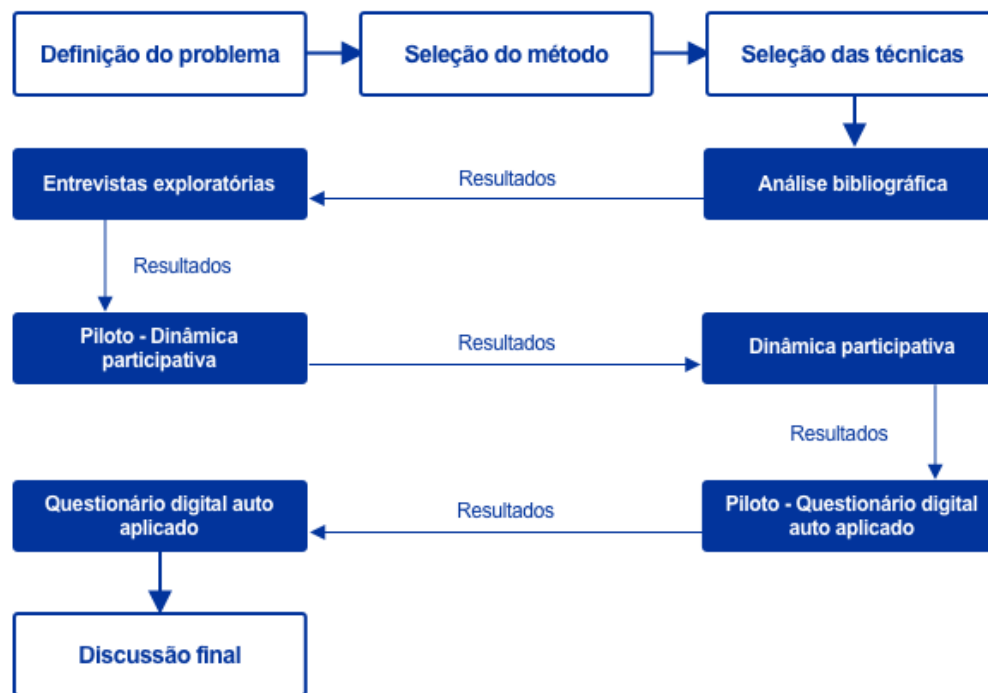 Definição do problema
Seleção do método
Seleção das técnicas
Análise bibliográfica
Resultados
Entrevistas exploratórias
Resultados
Piloto - Dinâmica
participativa
Resultados
Dinâmica participativa
Resultados
Piloto - Questionário digital
auto aplicado
Resultados
Questionário digital auto
aplicado
Discussão final